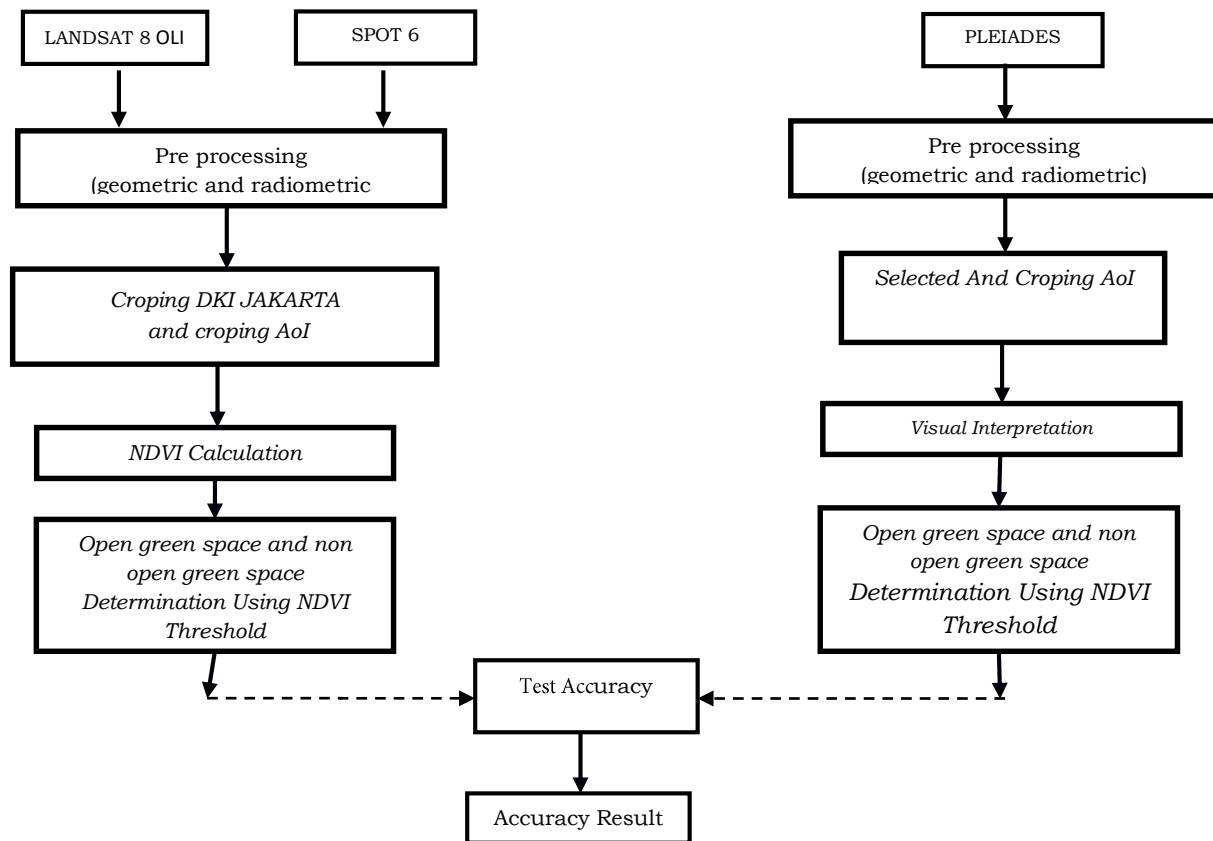 LANDSAT 8 OLI
SPOT 6
PLEIADES
Pre processing
(geometric and radiometric
Pre processing
(geometric and radiometric)
Croping DKI JAKARTA
and croping AoI
Selected And Croping AoI
NDVI Calculation
Visual Interpretation
Open green space and non
open green space
Determination Using NDVI
Threshold
Open green space and non
open green space
Determination Using NDVI
Threshold
Test Accuracy
Accuracy Result